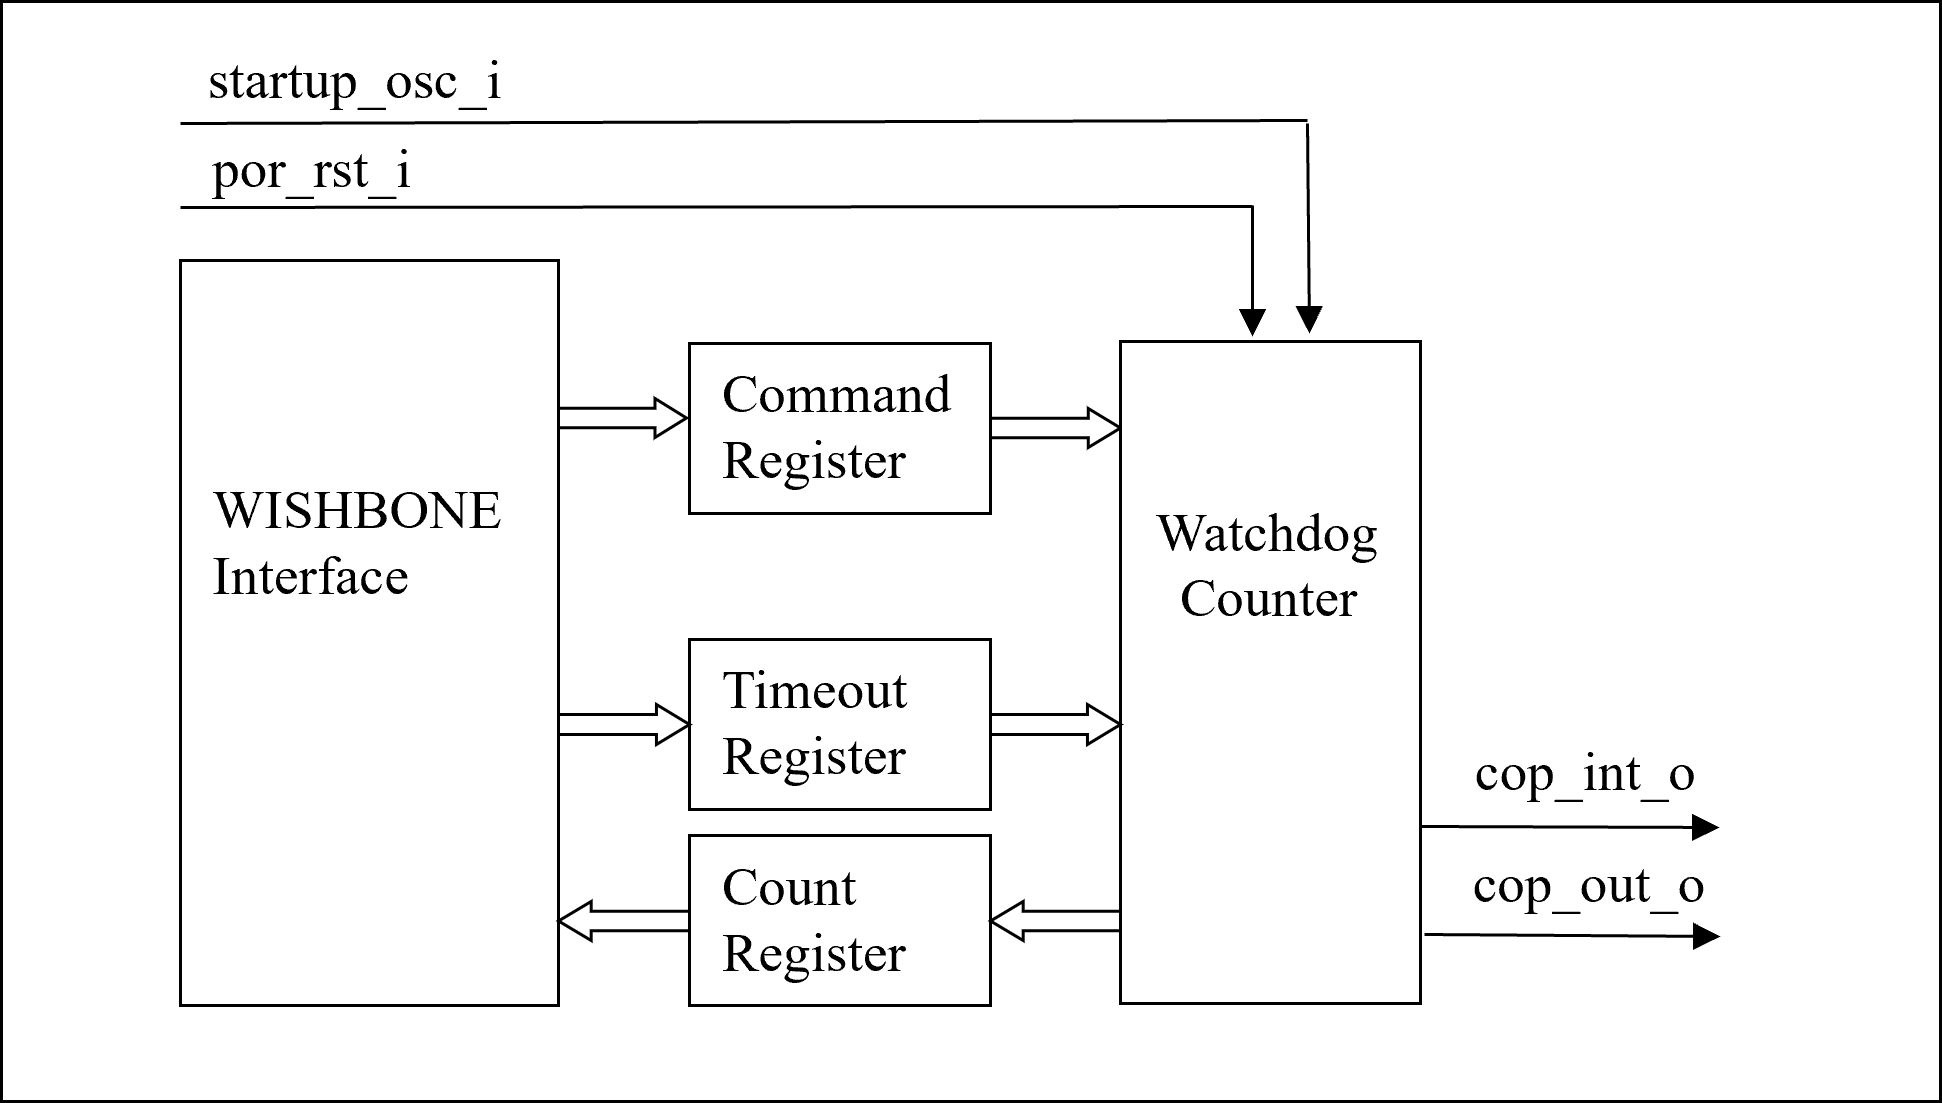 startup_osc_i
por_rst_i
WISHBONE
Interface
Command
Register
Timeout
Register
Count
Register
Watchdog
Counter
cop_int_o
cop_out_o